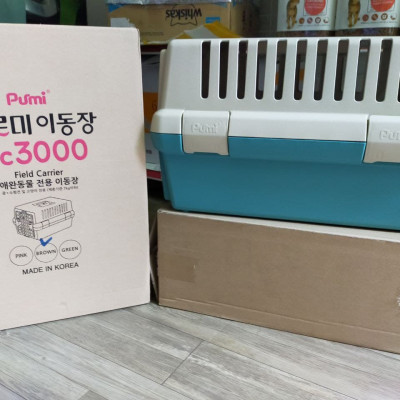 Pumi
르미 이동장
c3000
Field Carrier
애완동물 전용 이동장
PINK
BROWN
GREEN
MADE IN KOREA
Whiskas
Pumi